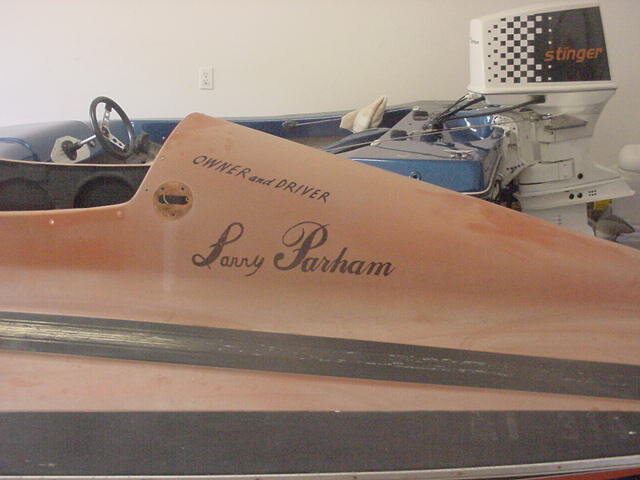 stinger
OWNER and DRIVER
Larry Parham